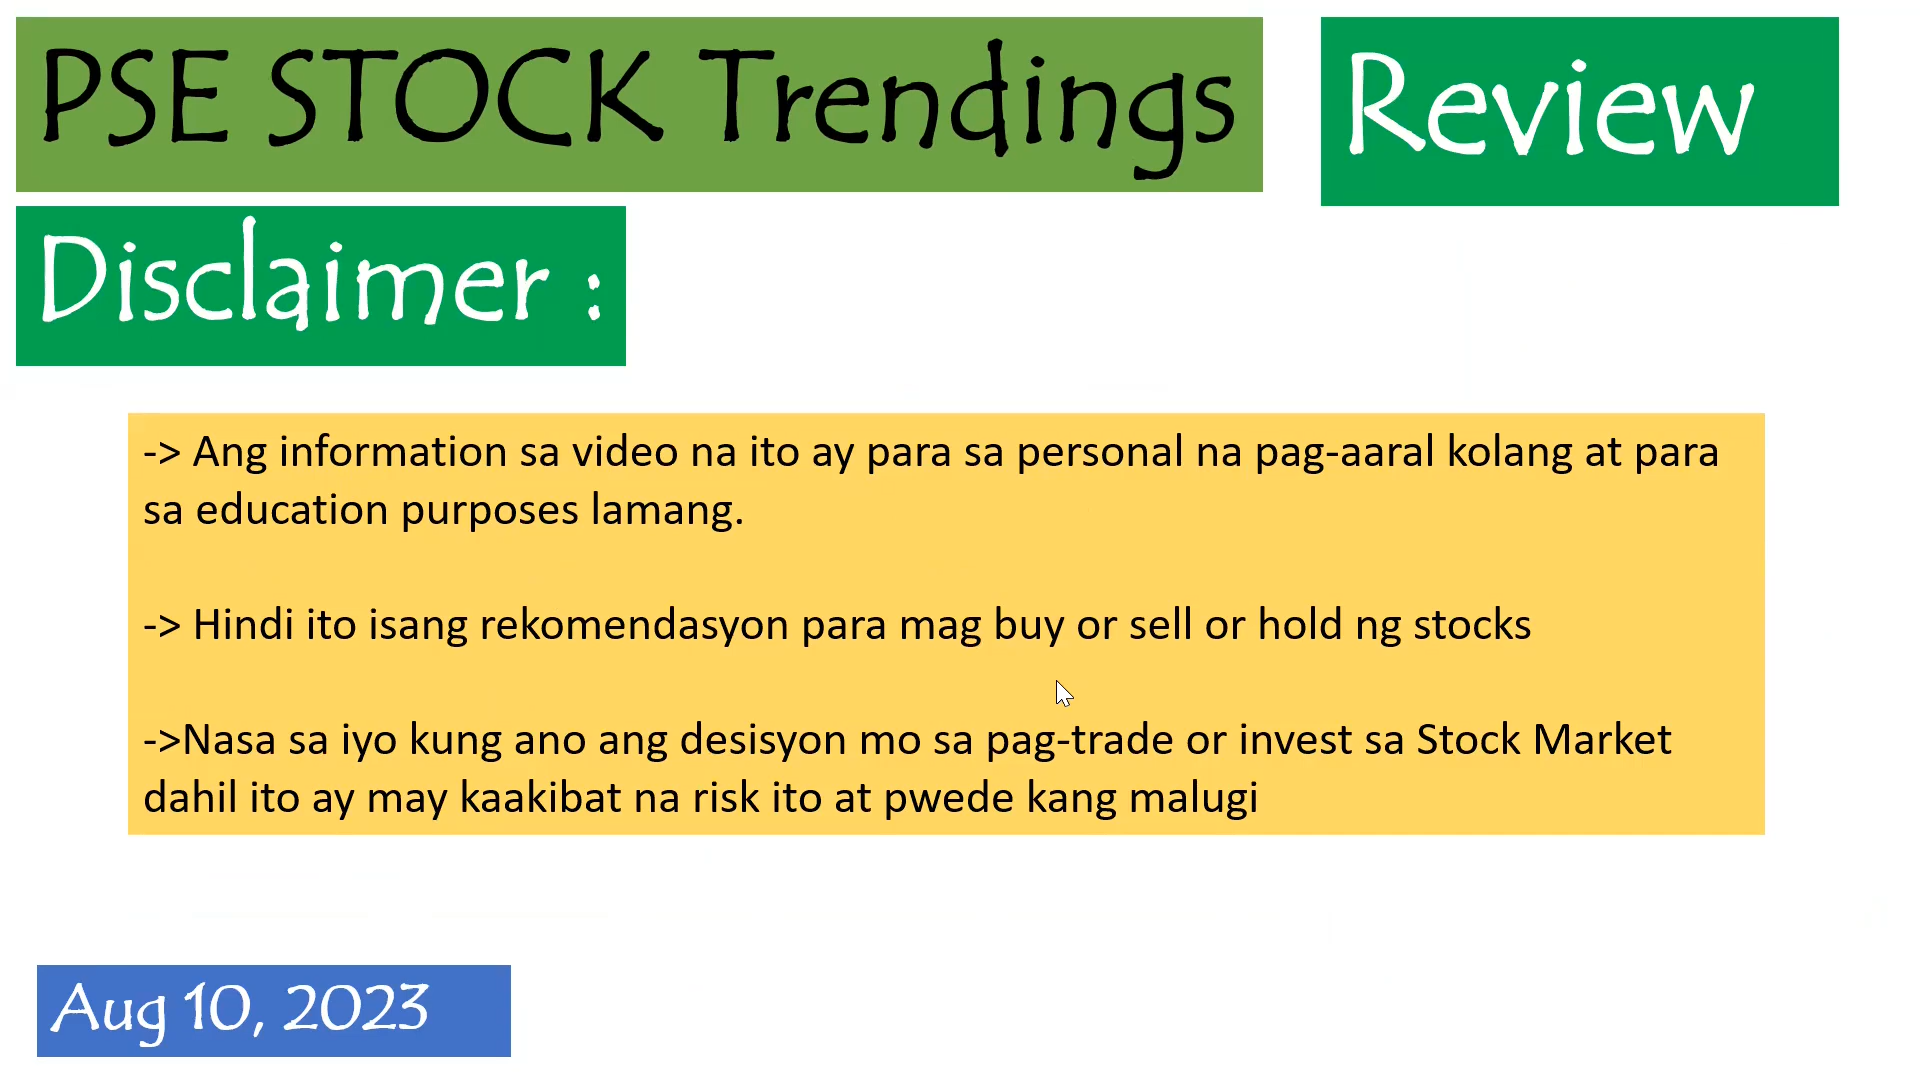 PSE STOCK Trendings
Review
Disclaimer :
-> Ang information sa video na ito ay para sa personal na pag-aaral kolang at para
sa education purposes lamang.
-> Hindi ito isang rekomendasyon para mag buy or sell or hold ng stocks
->Nasa sa iyo kung ano ang desisyon mo sa pag-trade or invest sa Stock Market
dahil ito ay may kaakibat na risk ito at pwede kang malugi
Aug 10, 2023